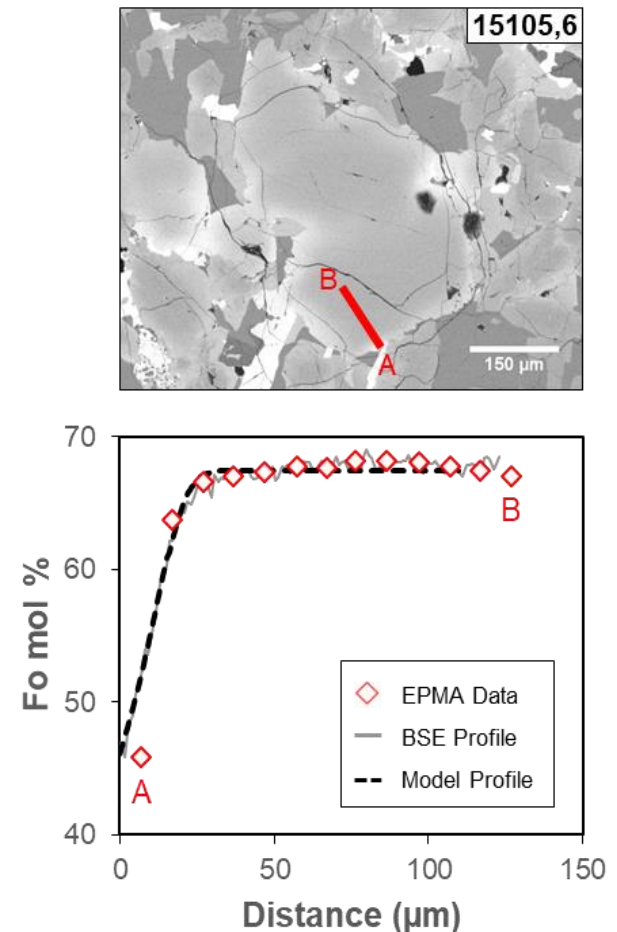 15105,6
B
A
150 µm
70
60
50
40
Fo mol %
B
A
EPMA Data
BSE Profile
Model Profile
0 50 100 150
Distance (µm)